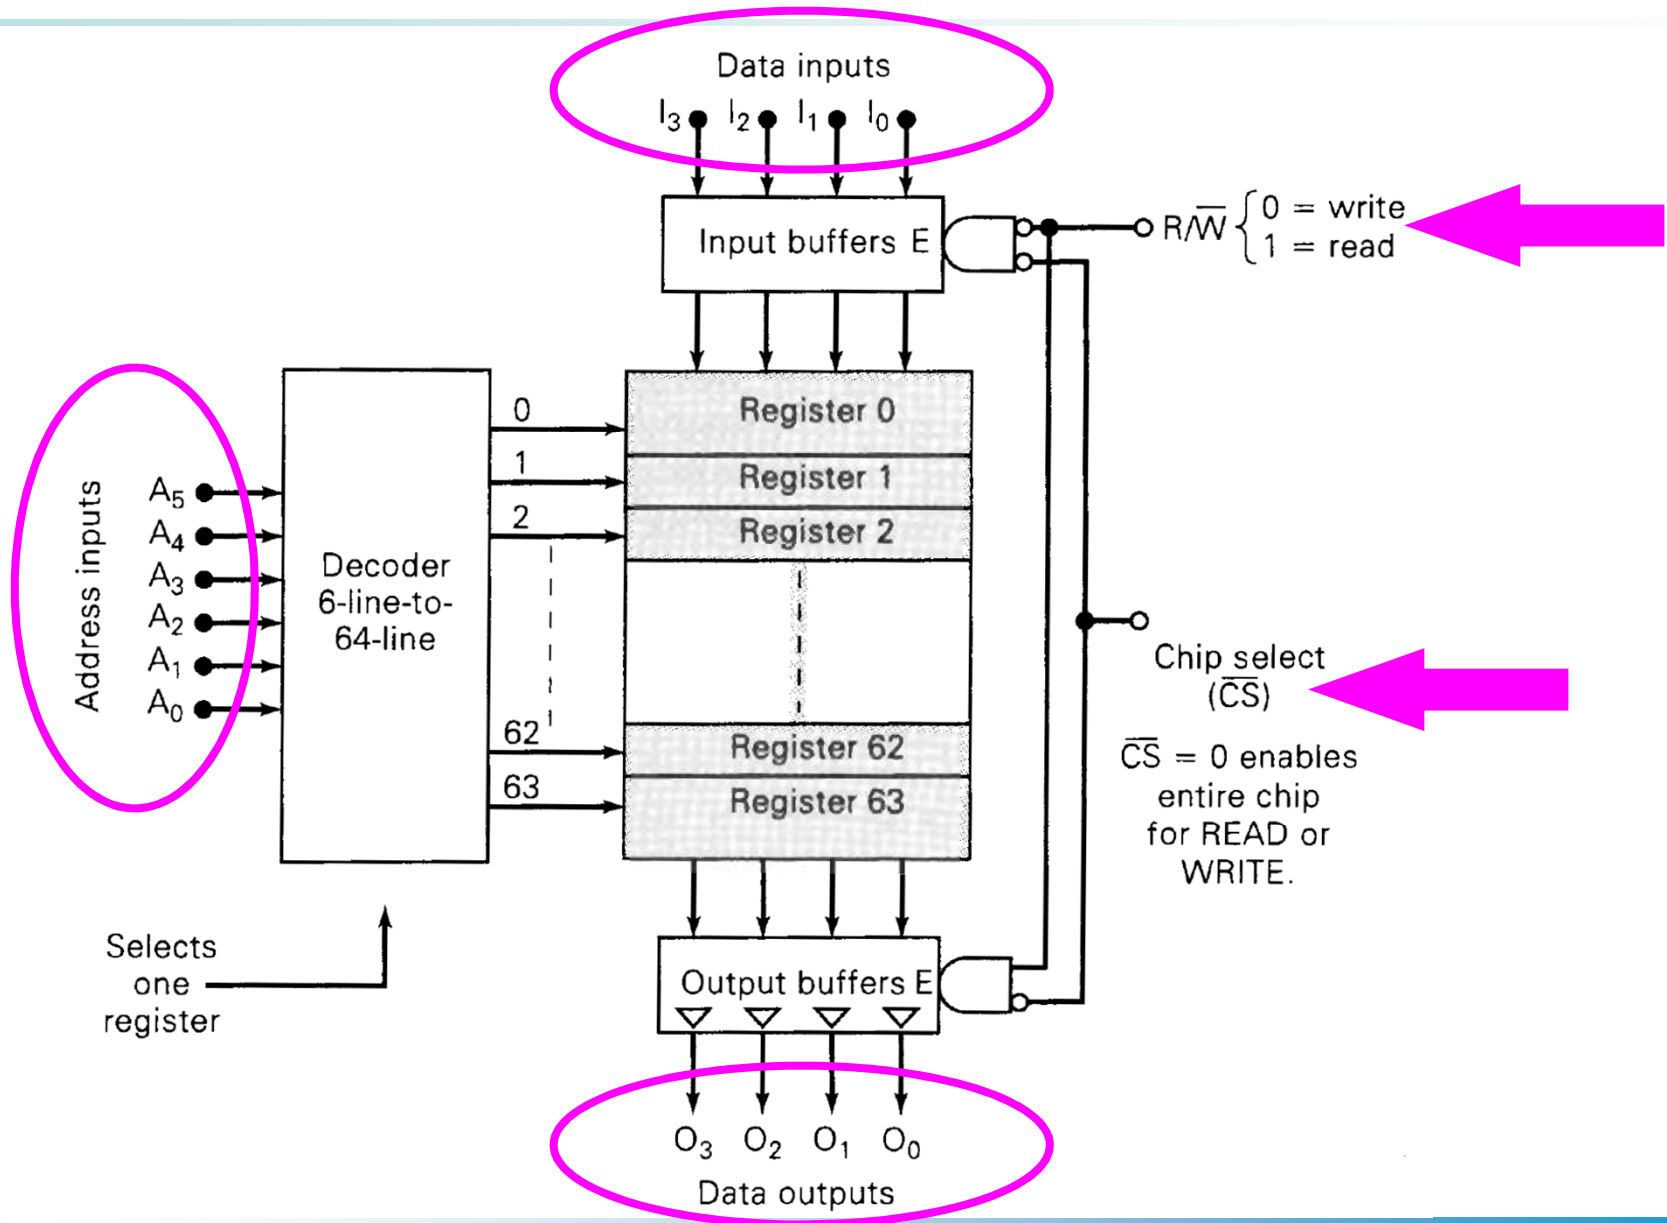 Data inputs
I3 I2 I1 I0
Input buffers E
R/W̅ { 0 = write
1 = read
Address inputs
A5
A4
A3
A2
A1
A0
Decoder
6-line-to-
64-line
0
1
2
62
63
Register 0
Register 1
Register 2
Register 62
Register 63
Chip select
(C̅S̅)
C̅S̅ = 0 enables
entire chip
for READ or
WRITE.
Selects
one
register
Output buffers E
O3 O2 O1 O0
Data outputs